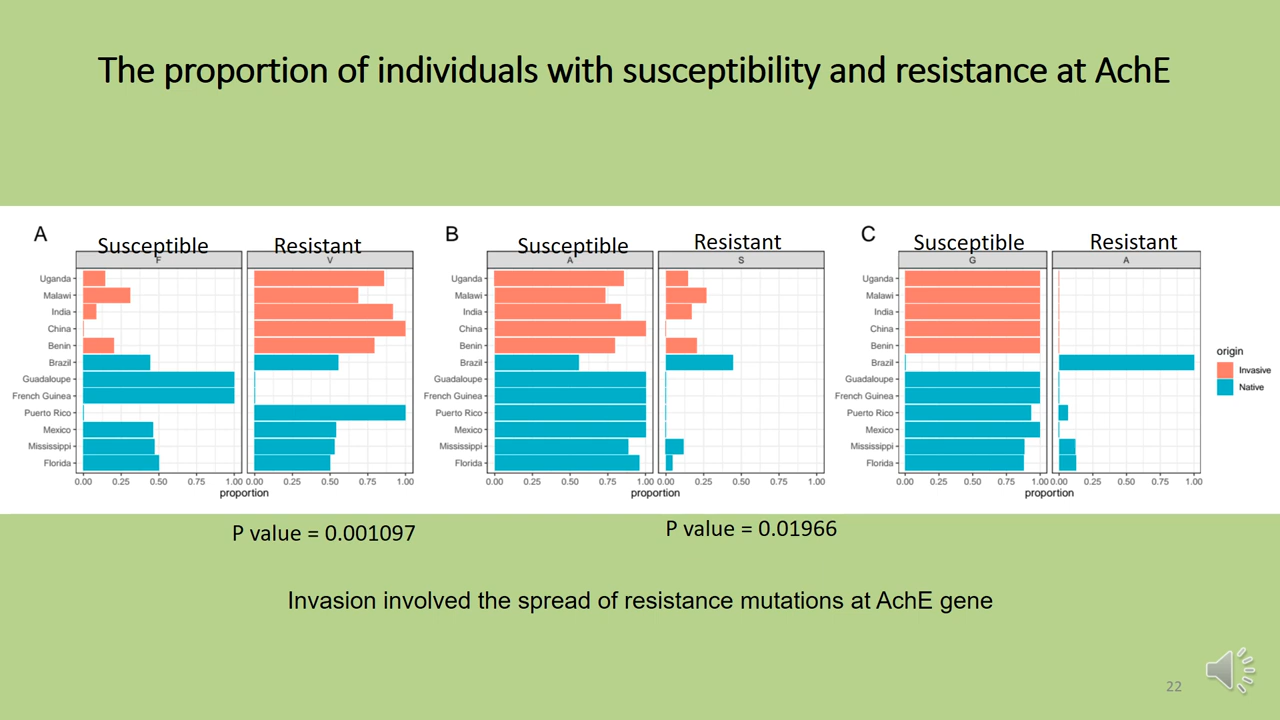 The proportion of individuals with susceptibility and resistance at AchE
A
Susceptible
Resistant
F
V
Uganda
Malawi
India
China
Benin
Brazil
Guadaloupe
French Guinea
Puerto Rico
Mexico
Mississippi
Florida
0.00 0.25 0.50 0.75 1.00 0.00 0.25 0.50 0.75 1.00
proportion
B
Susceptible
Resistant
A
S
Uganda
Malawi
India
China
Benin
Brazil
Guadaloupe
French Guinea
Puerto Rico
Mexico
Mississippi
Florida
0.00 0.25 0.50 0.75 1.00 0.00 0.25 0.50 0.75 1.00
proportion
C
Susceptible
Resistant
G
A
Uganda
Malawi
India
China
Benin
Brazil
Guadaloupe
French Guinea
Puerto Rico
Mexico
Mississippi
Florida
0.00 0.25 0.50 0.75 1.00 0.00 0.25 0.50 0.75 1.00
proportion
origin
Invasive
Native
P value = 0.001097
P value = 0.01966
Invasion involved the spread of resistance mutations at AchE gene
22